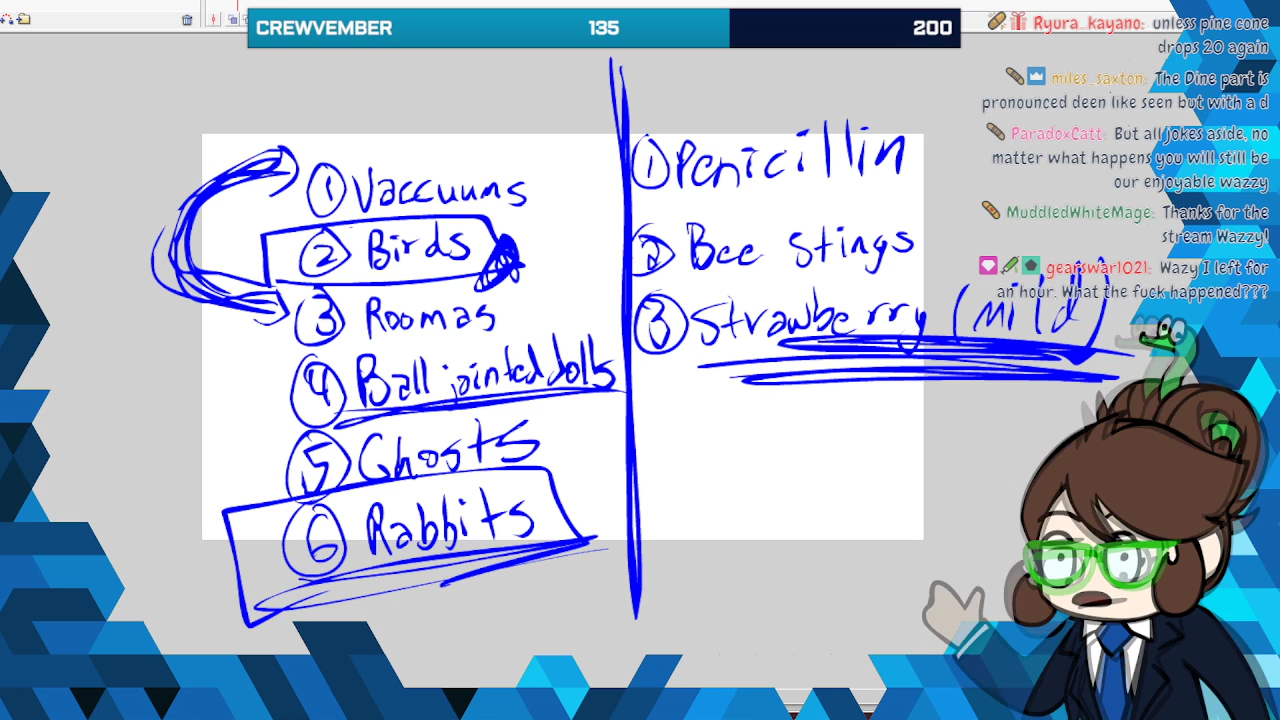 CREWVEMBER 135 200
① Vaccuums
② Birds
③ Roomas
④ Ball jointed dolls
⑤ Ghosts
⑥ Rabbits
① Penicillin
② Bee Stings
③ Strawberry (mild)
Ryura_kayano: unless pine cone
drops 20 again
miles_saxton: The Dine part is
pronounced deen like seen but with a d
ParadoxCatt: But all jokes aside, no
matter what happens you will still be
our enjoyable wazzy
MuddledWhiteMage: Thanks for the
stream Wazzy!
gearswar1021: Wazy I left for
an hour. What the fuck happened???